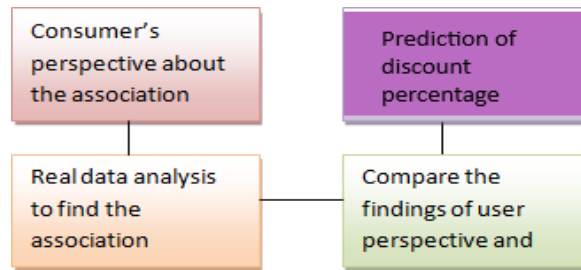 Consumer's
perspective about
the association
Prediction of
discount
percentage
Real data analysis
to find the
association
Compare the
findings of user
perspective and